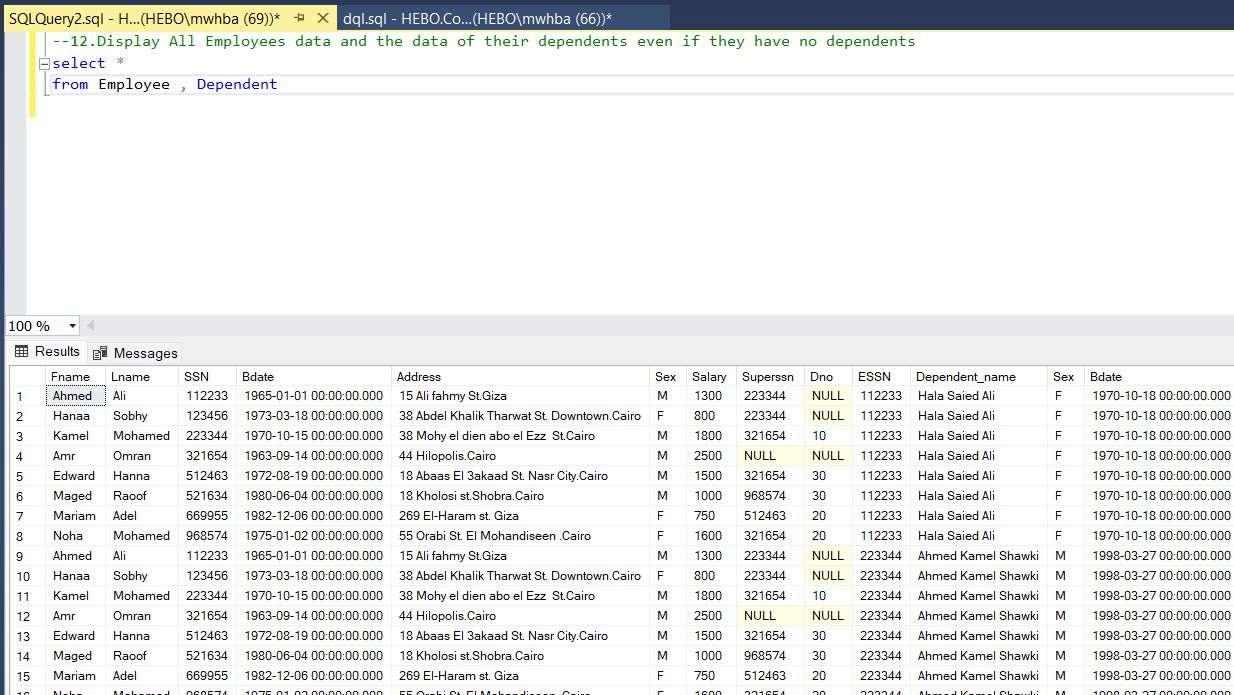 SQLQuery2.sql - H...(HEBO\mwhba (69))* dql.sql - HEBO.Co...(HEBO\mwhba (66))*
--12.Display All Employees data and the data of their dependents even if they have no dependents
select *
from Employee , Dependent
100 %
Results Messages
Fname Lname SSN Bdate Address Sex Salary Superssn Dno ESSN Dependent_name Sex Bdate
1 Ahmed Ali 112233 1965-01-01 00:00:00.000 15 Ali fahmy St.Giza M 1300 223344 NULL 112233 Hala Saied Ali F 1970-10-18 00:00:00.000
2 Hanaa Sobhy 123456 1973-03-18 00:00:00.000 38 Abdel Khalik Tharwat St. Downtown.Cairo F 800 223344 NULL 112233 Hala Saied Ali F 1970-10-18 00:00:00.000
3 Kamel Mohamed 223344 1970-10-15 00:00:00.000 38 Mohy el dien abo el Ezz St.Cairo M 1800 321654 10 112233 Hala Saied Ali F 1970-10-18 00:00:00.000
4 Amr Omran 321654 1963-09-14 00:00:00.000 44 Hilopolis.Cairo M 2500 NULL NULL 112233 Hala Saied Ali F 1970-10-18 00:00:00.000
5 Edward Hanna 512463 1972-08-19 00:00:00.000 18 Abaas El 3akaad St. Nasr City.Cairo M 1500 321654 30 112233 Hala Saied Ali F 1970-10-18 00:00:00.000
6 Maged Raoof 521634 1980-06-04 00:00:00.000 18 Kholosi st.Shobra.Cairo M 1000 968574 30 112233 Hala Saied Ali F 1970-10-18 00:00:00.000
7 Mariam Adel 669955 1982-12-06 00:00:00.000 269 El-Haram st. Giza F 750 512463 20 112233 Hala Saied Ali F 1970-10-18 00:00:00.000
8 Noha Mohamed 968574 1975-01-02 00:00:00.000 55 Orabi St. El Mohandiseen .Cairo F 1600 321654 20 112233 Hala Saied Ali F 1970-10-18 00:00:00.000
9 Ahmed Ali 112233 1965-01-01 00:00:00.000 15 Ali fahmy St.Giza M 1300 223344 NULL 223344 Ahmed Kamel Shawki M 1998-03-27 00:00:00.000
10 Hanaa Sobhy 123456 1973-03-18 00:00:00.000 38 Abdel Khalik Tharwat St. Downtown.Cairo F 800 223344 NULL 223344 Ahmed Kamel Shawki M 1998-03-27 00:00:00.000
11 Kamel Mohamed 223344 1970-10-15 00:00:00.000 38 Mohy el dien abo el Ezz St.Cairo M 1800 321654 10 223344 Ahmed Kamel Shawki M 1998-03-27 00:00:00.000
12 Amr Omran 321654 1963-09-14 00:00:00.000 44 Hilopolis.Cairo M 2500 NULL NULL 223344 Ahmed Kamel Shawki M 1998-03-27 00:00:00.000
13 Edward Hanna 512463 1972-08-19 00:00:00.000 18 Abaas El 3akaad St. Nasr City.Cairo M 1500 321654 30 223344 Ahmed Kamel Shawki M 1998-03-27 00:00:00.000
14 Maged Raoof 521634 1980-06-04 00:00:00.000 18 Kholosi st.Shobra.Cairo M 1000 968574 30 223344 Ahmed Kamel Shawki M 1998-03-27 00:00:00.000
15 Mariam Adel 669955 1982-12-06 00:00:00.000 269 El-Haram st. Giza F 750 512463 20 223344 Ahmed Kamel Shawki M 1998-03-27 00:00:00.000